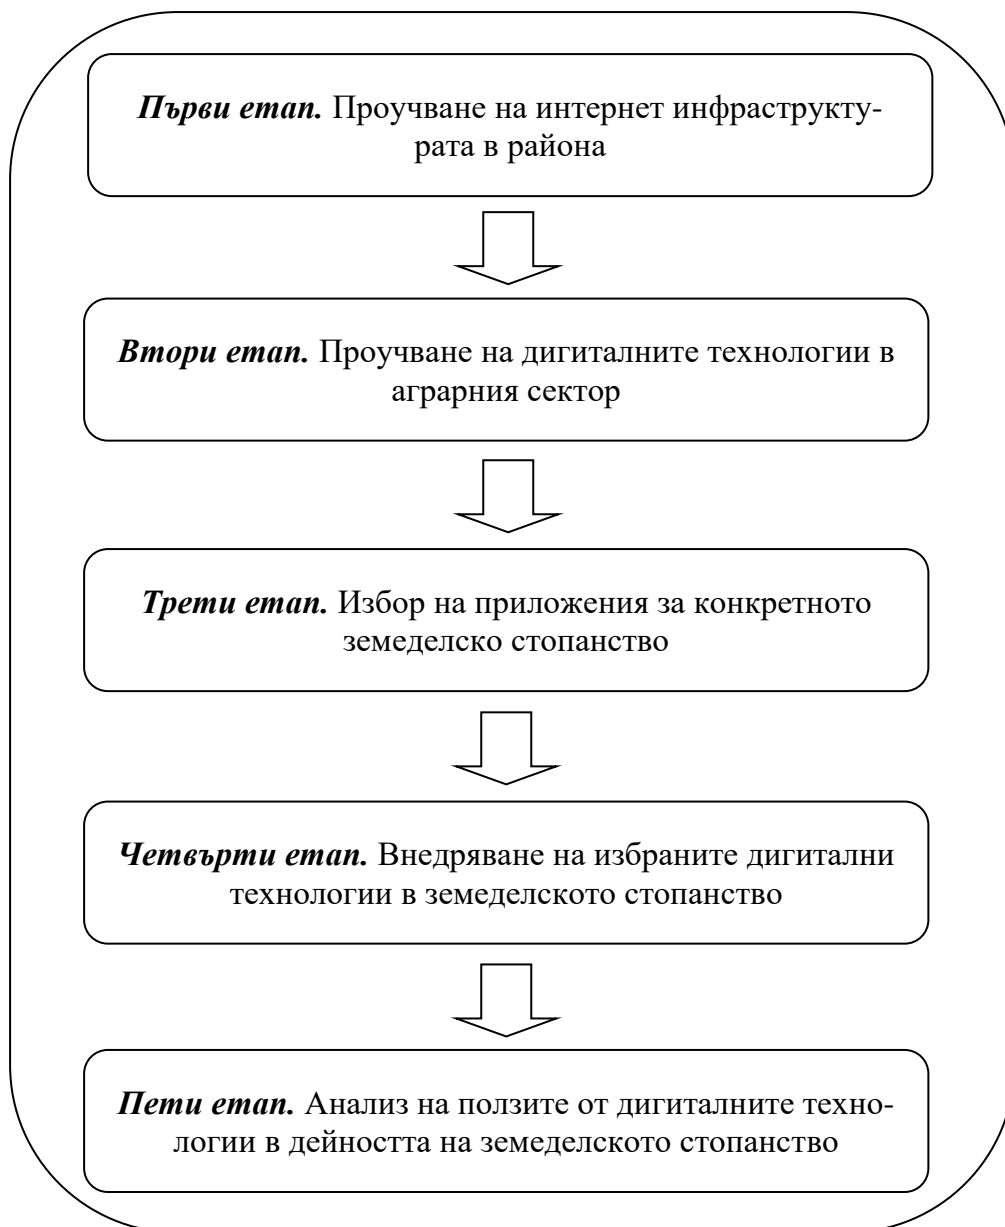 Първи етап. Проучване на интернет инфраструкту-
рата в района
Втори етап. Проучване на дигиталните технологии в
аграрния сектор
Трети етап. Избор на приложения за конкретното
земеделско стопанство
Четвърти етап. Внедряване на избраните дигитални
технологии в земеделското стопанство
Пети етап. Анализ на ползите от дигиталните техно-
логии в дейността на земеделското стопанство